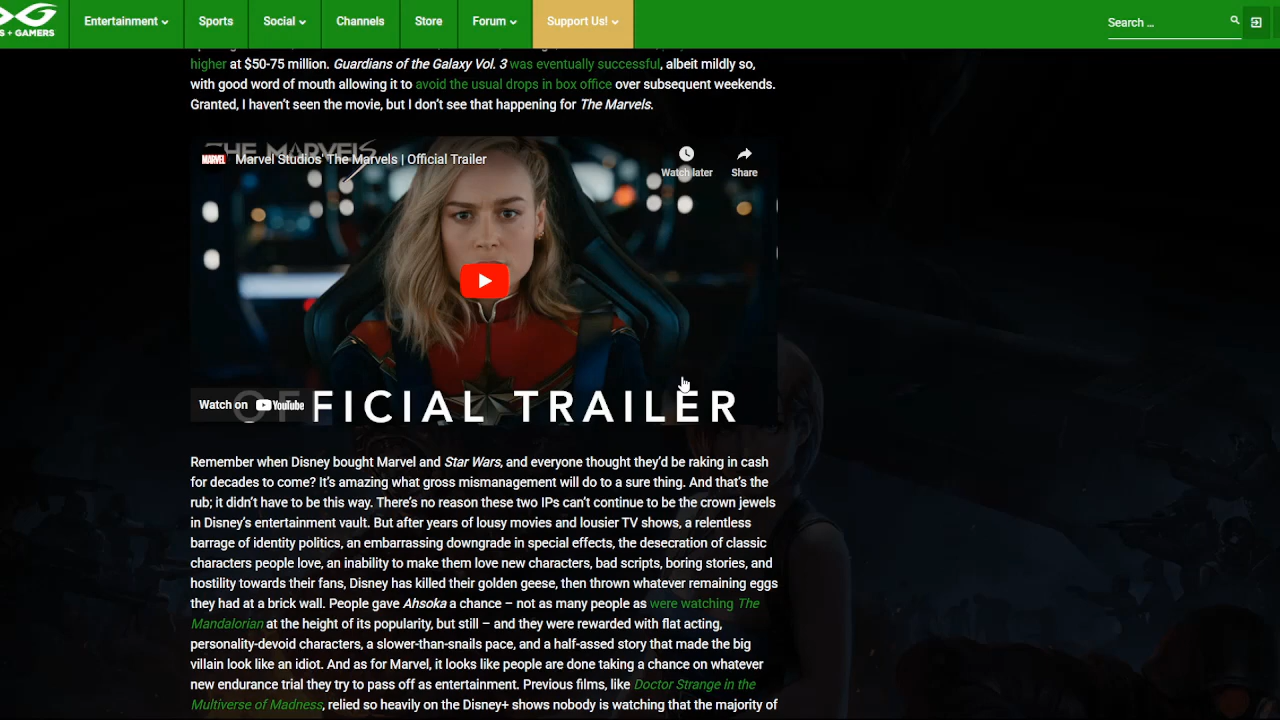 Entertainment Sports Social Channels Store Forum Support Us! Search ...
S + GAMERS
higher at $50-75 million. Guardians of the Galaxy Vol. 3 was eventually successful, albeit mildly so,
with good word of mouth allowing it to avoid the usual drops in box office over subsequent weekends.
Granted, I haven't seen the movie, but I don't see that happening for The Marvels.
THE MARVELS
MARVEL Marvel Studios' The Marvels | Official Trailer
Watch later Share
Watch on YouTube
OFFICIAL TRAILER
Remember when Disney bought Marvel and Star Wars, and everyone thought they'd be raking in cash
for decades to come? It's amazing what gross mismanagement will do to a sure thing. And that's the
rub; it didn't have to be this way. There's no reason these two IPs can't continue to be the crown jewels
in Disney's entertainment vault. But after years of lousy movies and lousier TV shows, a relentless
barrage of identity politics, an embarrassing downgrade in special effects, the desecration of classic
characters people love, an inability to make them love new characters, bad scripts, boring stories, and
hostility towards their fans, Disney has killed their golden geese, then thrown whatever remaining eggs
they had at a brick wall. People gave Ahsoka a chance – not as many people as were watching The
Mandalorian at the height of its popularity, but still – and they were rewarded with flat acting,
personality-devoid characters, a slower-than-snails pace, and a half-assed story that made the big
villain look like an idiot. And as for Marvel, it looks like people are done taking a chance on whatever
new endurance trial they try to pass off as entertainment. Previous films, like Doctor Strange in the
Multiverse of Madness, relied so heavily on the Disney+ shows nobody is watching that the majority of